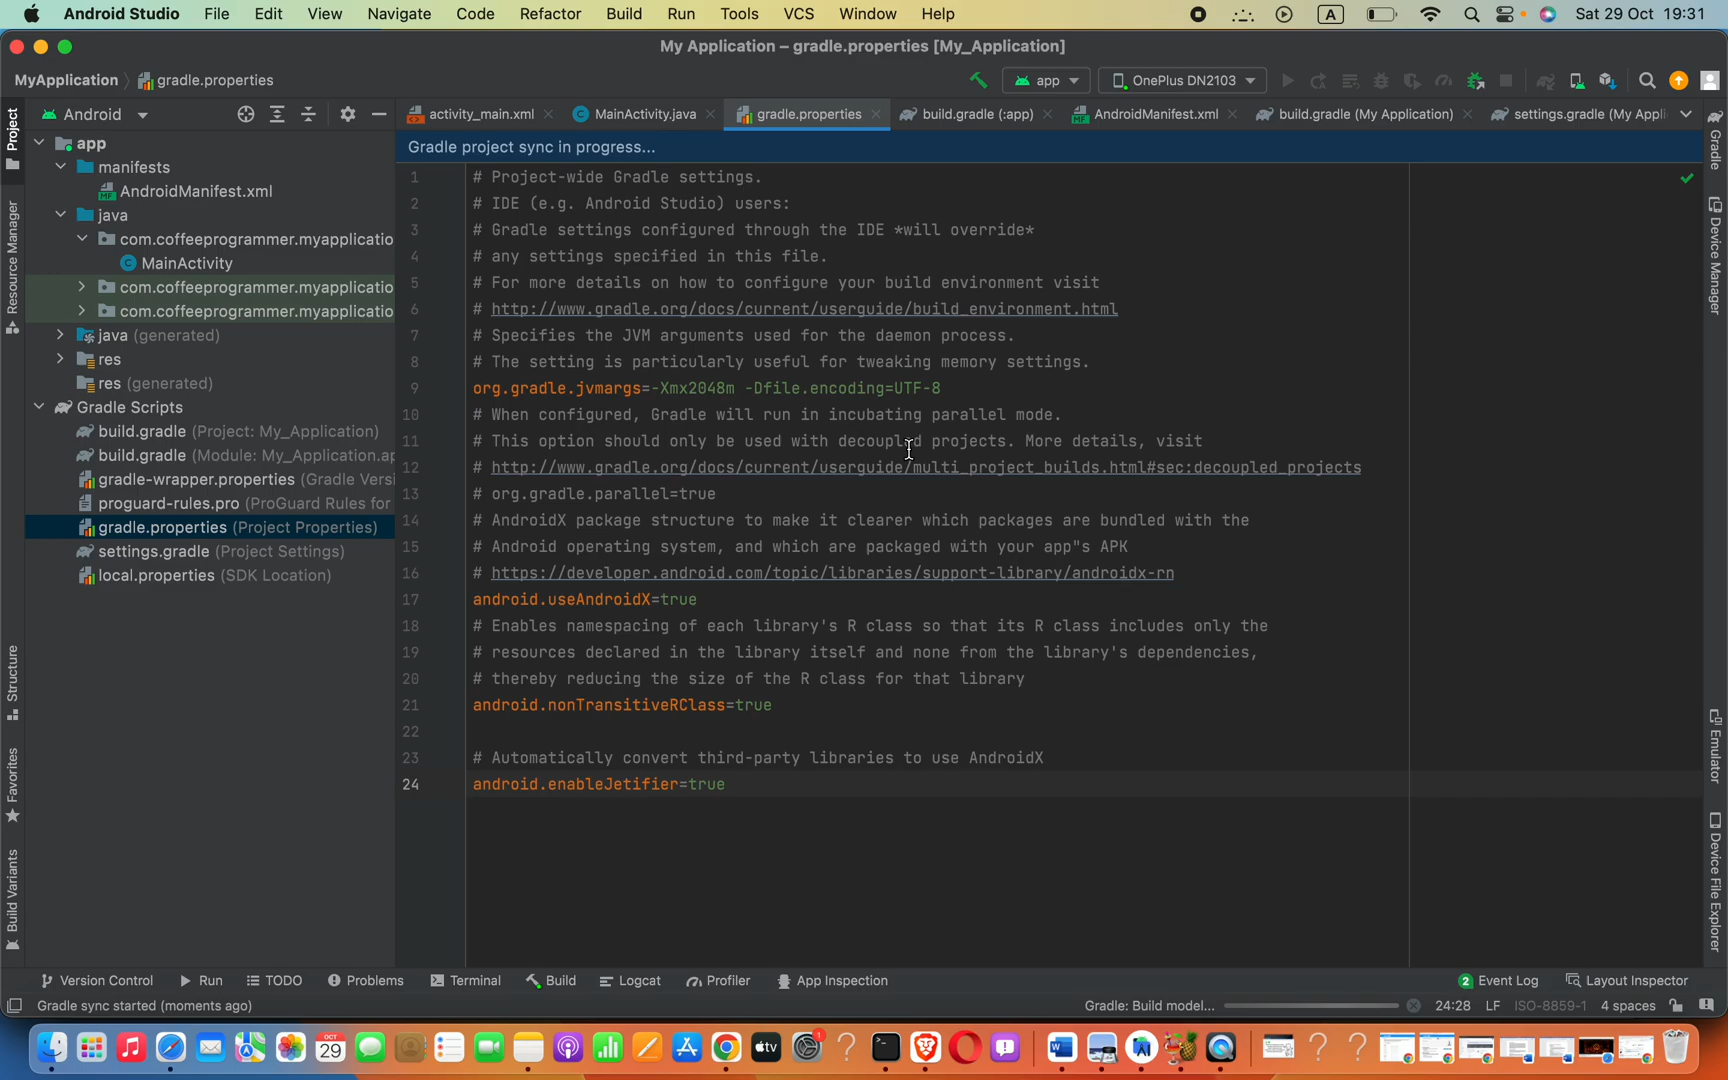 Android Studio File Edit View Navigate Code Refactor Build Run Tools VCS Window Help A Sat 29 Oct 19:31
My Application – gradle.properties [My_Application]
MyApplication gradle.properties app OnePlus DN2103
Android
activity_main.xml MainActivity.java gradle.properties build.gradle (:app) AndroidManifest.xml build.gradle (My Application) settings.gradle (My Appli
Gradle project sync in progress...
Project
Resource Manager
Structure
Favorites
Build Variants
app
manifests
AndroidManifest.xml
java
com.coffeeprogrammer.myapplicatio
MainActivity
com.coffeeprogrammer.myapplicatio
com.coffeeprogrammer.myapplicatio
java (generated)
res
res (generated)
Gradle Scripts
build.gradle (Project: My_Application)
build.gradle (Module: My_Application.ap
gradle-wrapper.properties (Gradle Versi
proguard-rules.pro (ProGuard Rules for
gradle.properties (Project Properties)
settings.gradle (Project Settings)
local.properties (SDK Location)
1 # Project-wide Gradle settings.
2 # IDE (e.g. Android Studio) users:
3 # Gradle settings configured through the IDE *will override*
4 # any settings specified in this file.
5 # For more details on how to configure your build environment visit
6 # http://www.gradle.org/docs/current/userguide/build_environment.html
7 # Specifies the JVM arguments used for the daemon process.
8 # The setting is particularly useful for tweaking memory settings.
9 org.gradle.jvmargs=-Xmx2048m -Dfile.encoding=UTF-8
10 # When configured, Gradle will run in incubating parallel mode.
11 # This option should only be used with decoupled projects. More details, visit
12 # http://www.gradle.org/docs/current/userguide/multi_project_builds.html#sec:decoupled_projects
13 # org.gradle.parallel=true
14 # AndroidX package structure to make it clearer which packages are bundled with the
15 # Android operating system, and which are packaged with your app"s APK
16 # https://developer.android.com/topic/libraries/support-library/androidx-rn
17 android.useAndroidX=true
18 # Enables namespacing of each library's R class so that its R class includes only the
19 # resources declared in the library itself and none from the library's dependencies,
20 # thereby reducing the size of the R class for that library
21 android.nonTransitiveRClass=true
22
23 # Automatically convert third-party libraries to use AndroidX
24 android.enableJetifier=true
Gradle
Device Manager
Emulator
Device File Explorer
Version Control Run TODO Problems Terminal Build Logcat Profiler App Inspection 2 Event Log Layout Inspector
Gradle sync started (moments ago) Gradle: Build model... 24:28 LF ISO-8859-1 4 spaces
OCT
29
tv
1